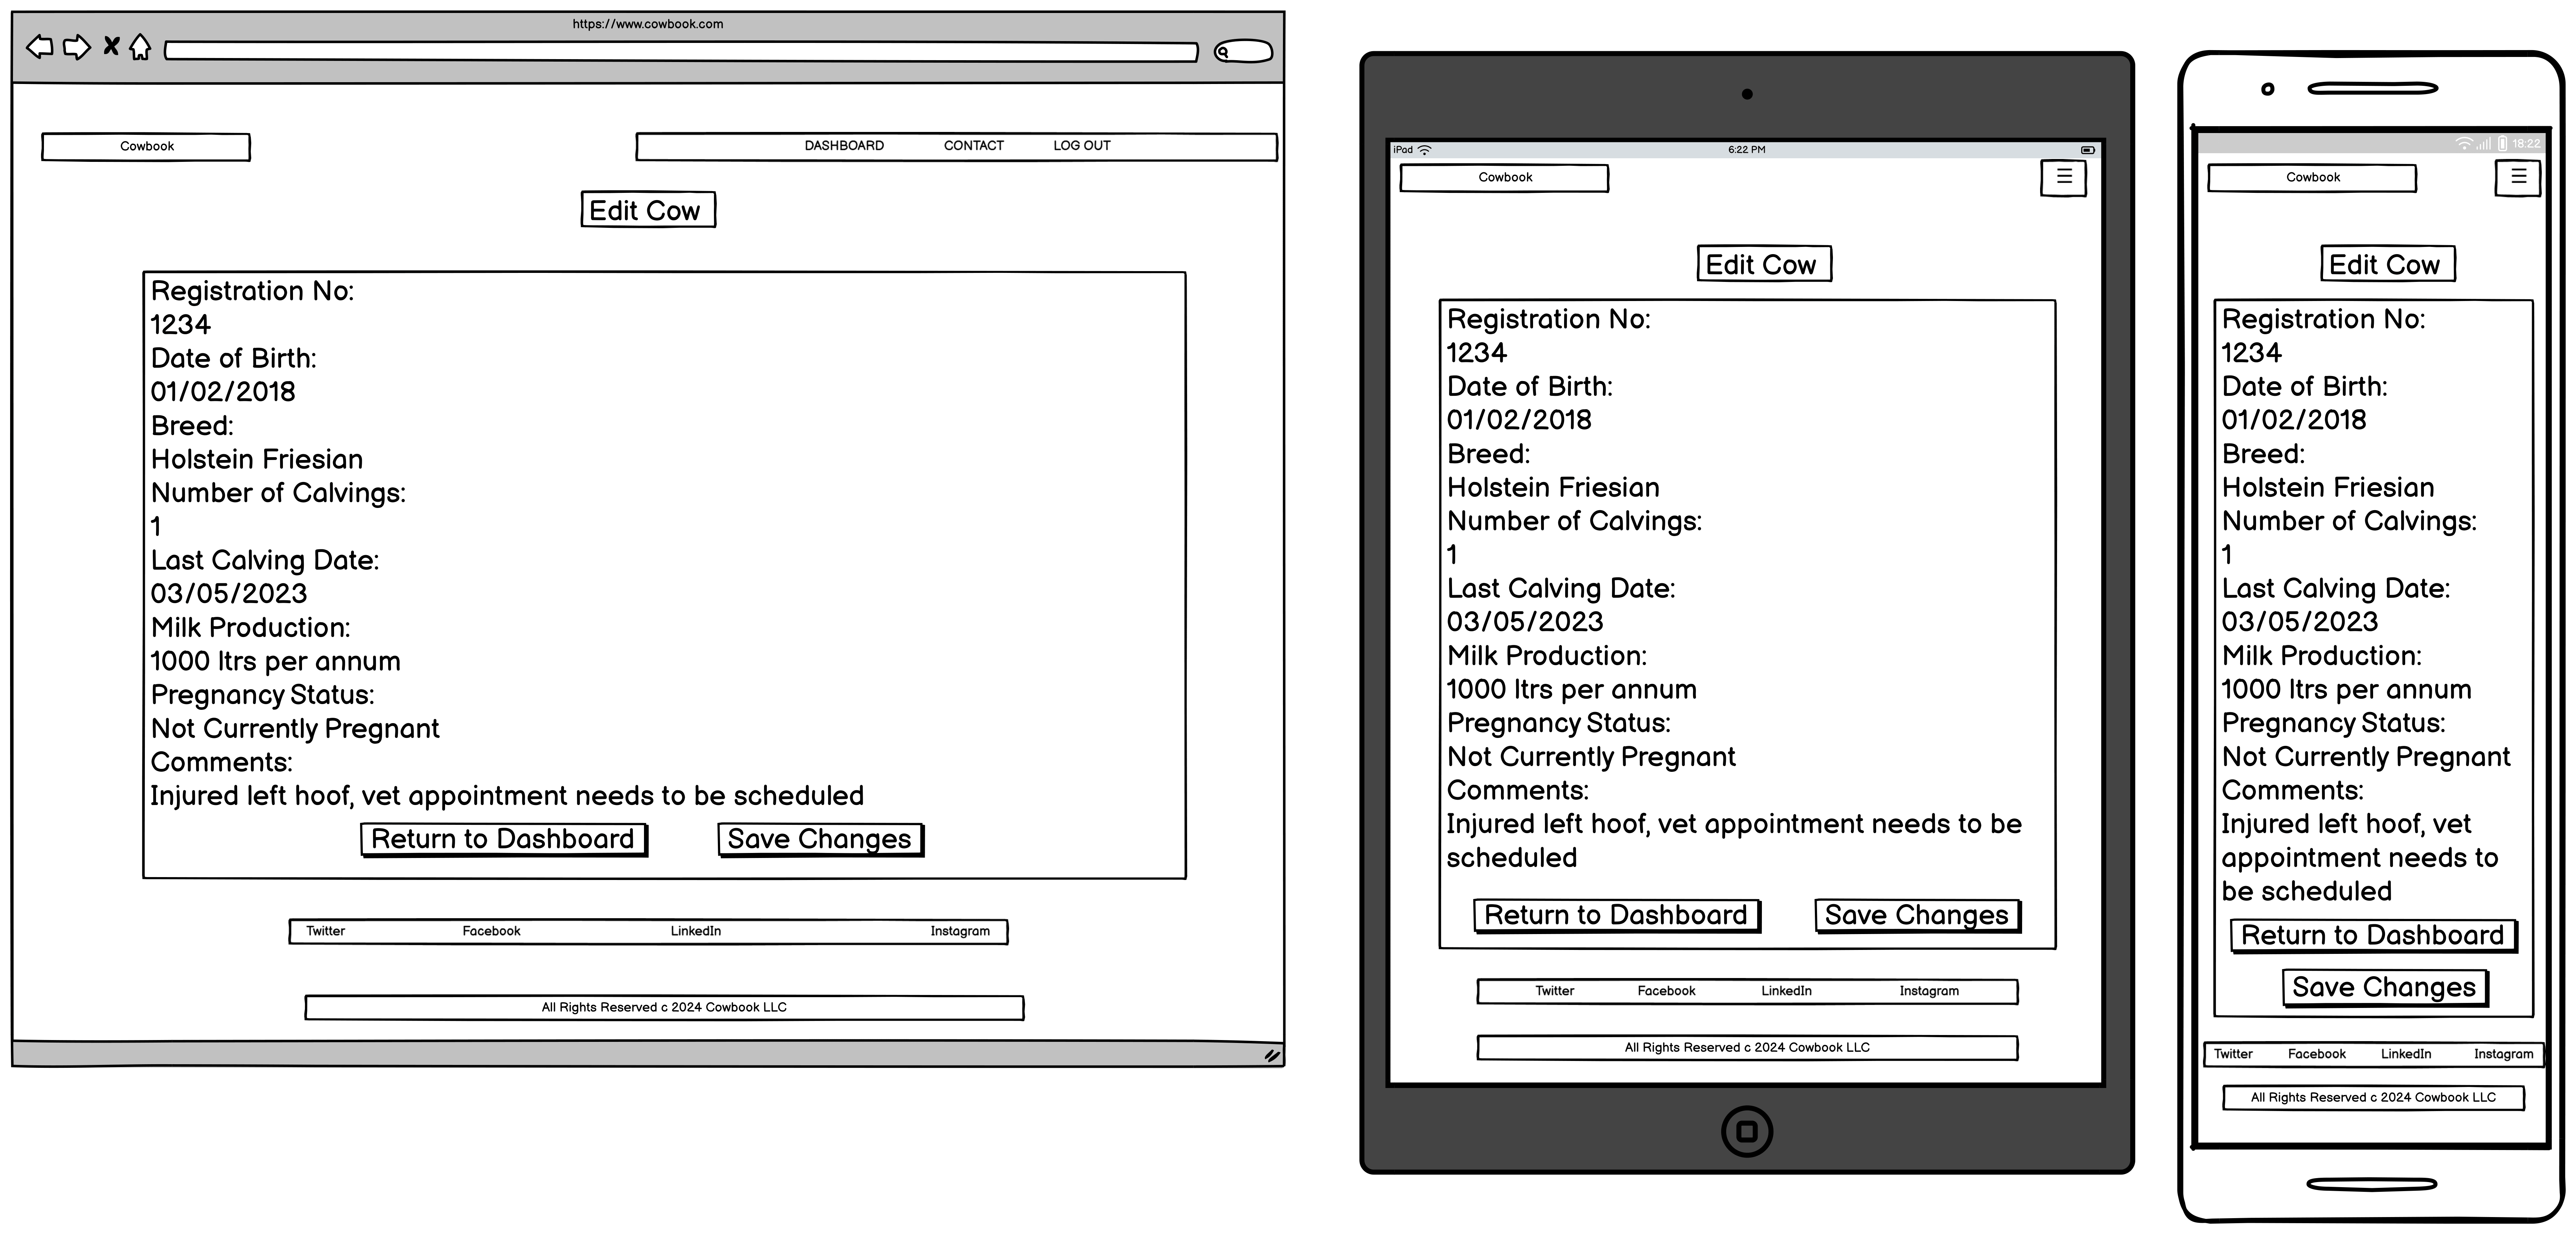 https://www.cowbook.com
Cowbook
DASHBOARD CONTACT LOG OUT
Edit Cow
Registration No:
1234
Date of Birth:
01/02/2018
Breed:
Holstein Friesian
Number of Calvings:
1
Last Calving Date:
03/05/2023
Milk Production:
1000 ltrs per annum
Pregnancy Status:
Not Currently Pregnant
Comments:
Injured left hoof, vet appointment needs to be scheduled
Return to Dashboard Save Changes
Twitter Facebook LinkedIn Instagram
All Rights Reserved c 2024 Cowbook LLC
iPad 6:22 PM
Cowbook
Edit Cow
Registration No:
1234
Date of Birth:
01/02/2018
Breed:
Holstein Friesian
Number of Calvings:
1
Last Calving Date:
03/05/2023
Milk Production:
1000 ltrs per annum
Pregnancy Status:
Not Currently Pregnant
Comments:
Injured left hoof, vet appointment needs to be
scheduled
Return to Dashboard Save Changes
Twitter Facebook LinkedIn Instagram
All Rights Reserved c 2024 Cowbook LLC
18:22
Cowbook
Edit Cow
Registration No:
1234
Date of Birth:
01/02/2018
Breed:
Holstein Friesian
Number of Calvings:
1
Last Calving Date:
03/05/2023
Milk Production:
1000 ltrs per annum
Pregnancy Status:
Not Currently Pregnant
Comments:
Injured left hoof, vet
appointment needs to
be scheduled
Return to Dashboard
Save Changes
Twitter Facebook LinkedIn Instagram
All Rights Reserved c 2024 Cowbook LLC